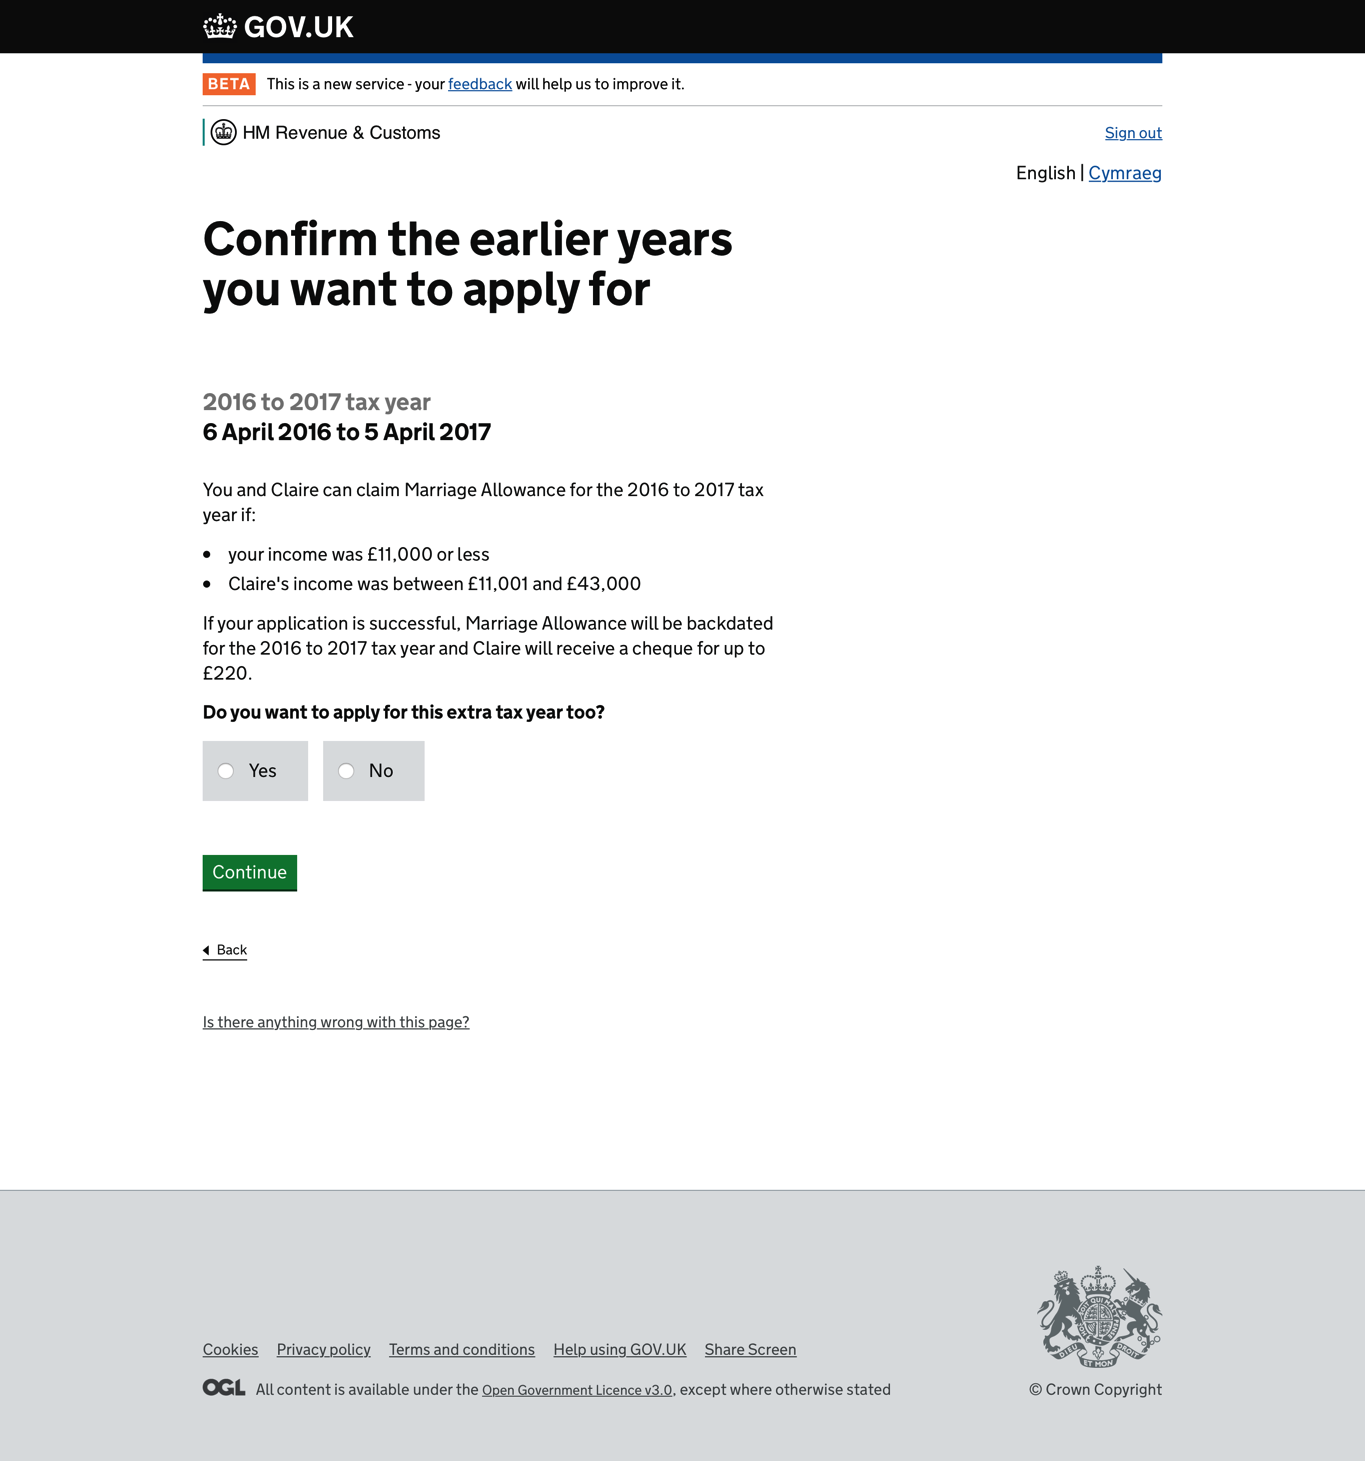 GOV.UK
BETA This is a new service - your feedback will help us to improve it.
HM Revenue & Customs
Sign out
English | Cymraeg
Confirm the earlier years
you want to apply for
2016 to 2017 tax year
6 April 2016 to 5 April 2017
You and Claire can claim Marriage Allowance for the 2016 to 2017 tax
year if:
• your income was £11,000 or less
• Claire's income was between £11,001 and £43,000
If your application is successful, Marriage Allowance will be backdated
for the 2016 to 2017 tax year and Claire will receive a cheque for up to
£220.
Do you want to apply for this extra tax year too?
Yes No
Continue
Back
Is there anything wrong with this page?
Cookies Privacy policy Terms and conditions Help using GOV.UK Share Screen
OGL All content is available under the Open Government Licence v3.0, except where otherwise stated
DIEU ET MON DROIT
© Crown Copyright